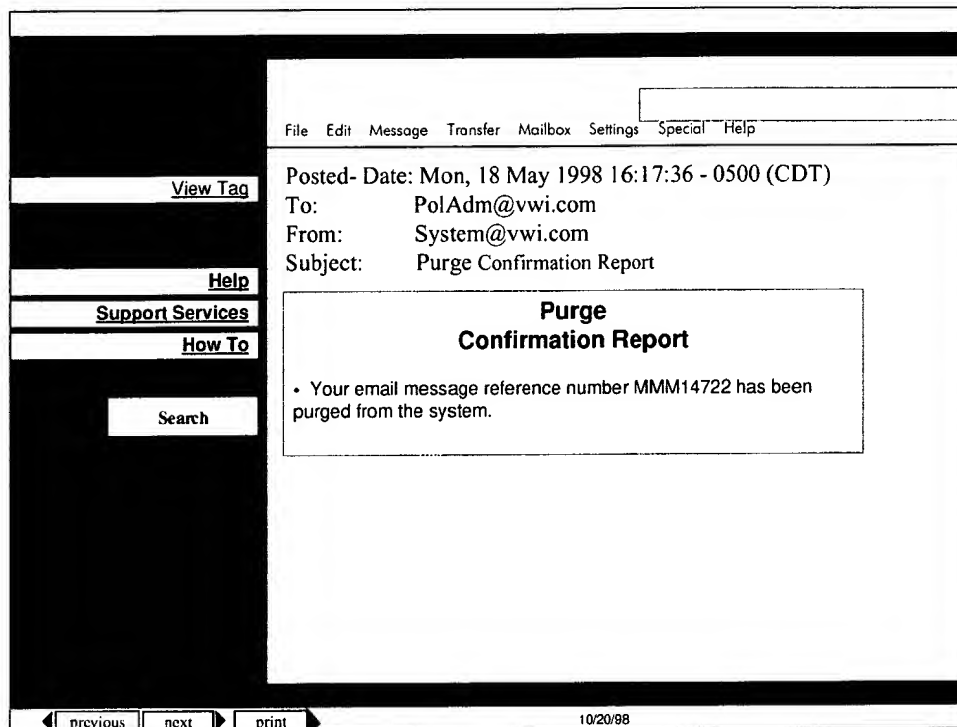 File Edit Message Transfer Mailbox Settings Special Help
View Tag
Help
Support Services
How To
Search
Posted- Date: Mon, 18 May 1998 16:17:36 - 0500 (CDT)
To: PolAdm@vwi.com
From: System@vwi.com
Subject: Purge Confirmation Report
Purge
Confirmation Report
• Your email message reference number MMM14722 has been
purged from the system.
previous next print 10/20/98